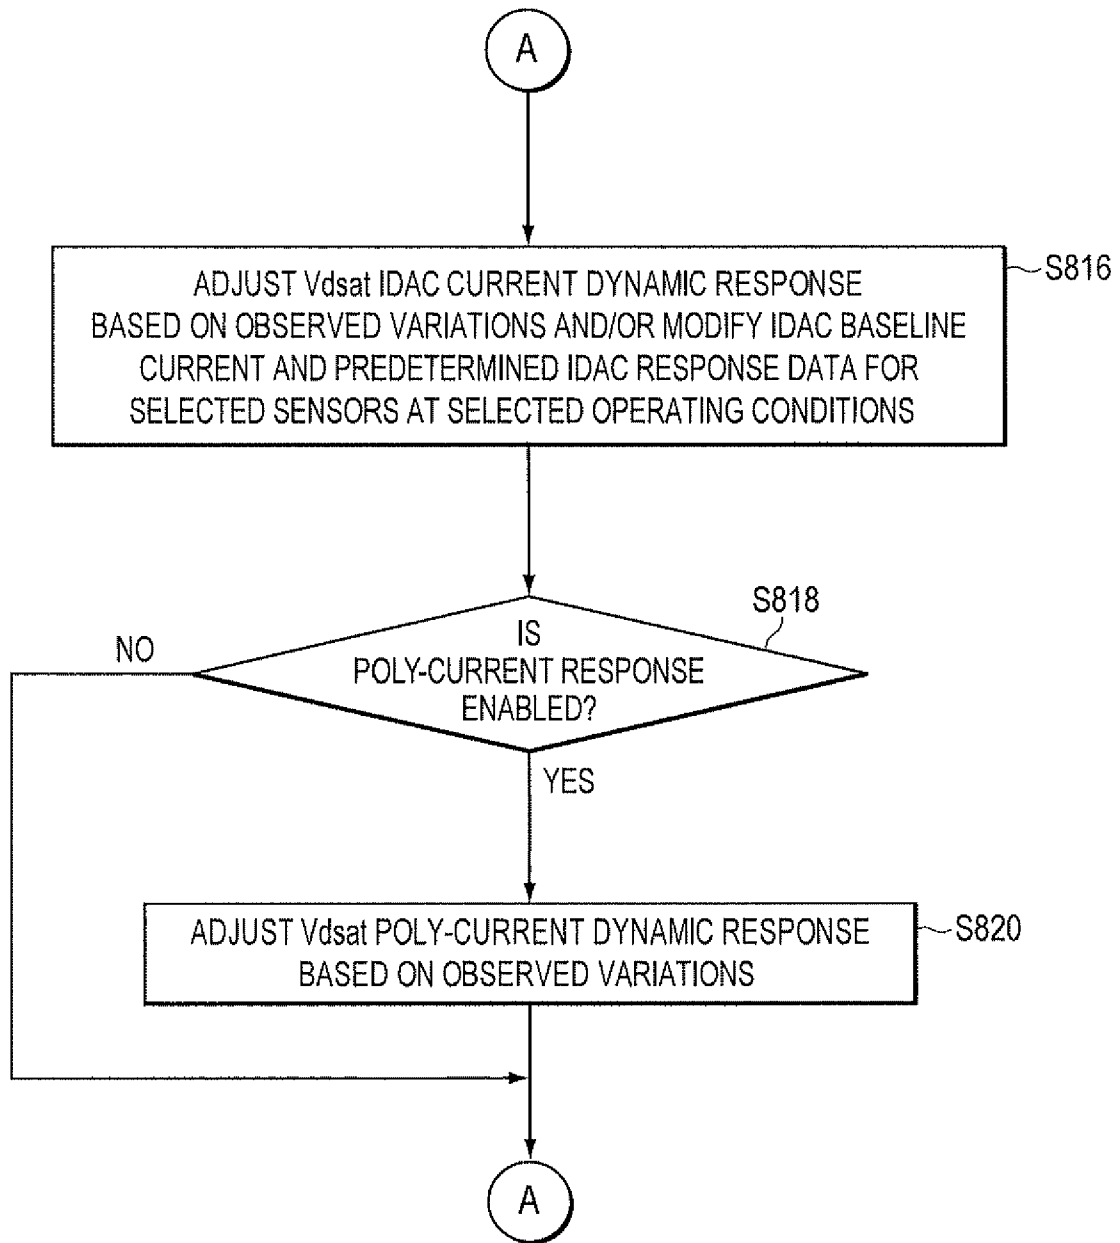 A
ADJUST Vdsat IDAC CURRENT DYNAMIC RESPONSE
BASED ON OBSERVED VARIATIONS AND/OR MODIFY IDAC BASELINE
CURRENT AND PREDETERMINED IDAC RESPONSE DATA FOR
SELECTED SENSORS AT SELECTED OPERATING CONDITIONS
S816
IS
POLY-CURRENT RESPONSE
ENABLED?
S818
NO
YES
ADJUST Vdsat POLY-CURRENT DYNAMIC RESPONSE
BASED ON OBSERVED VARIATIONS
S820
A